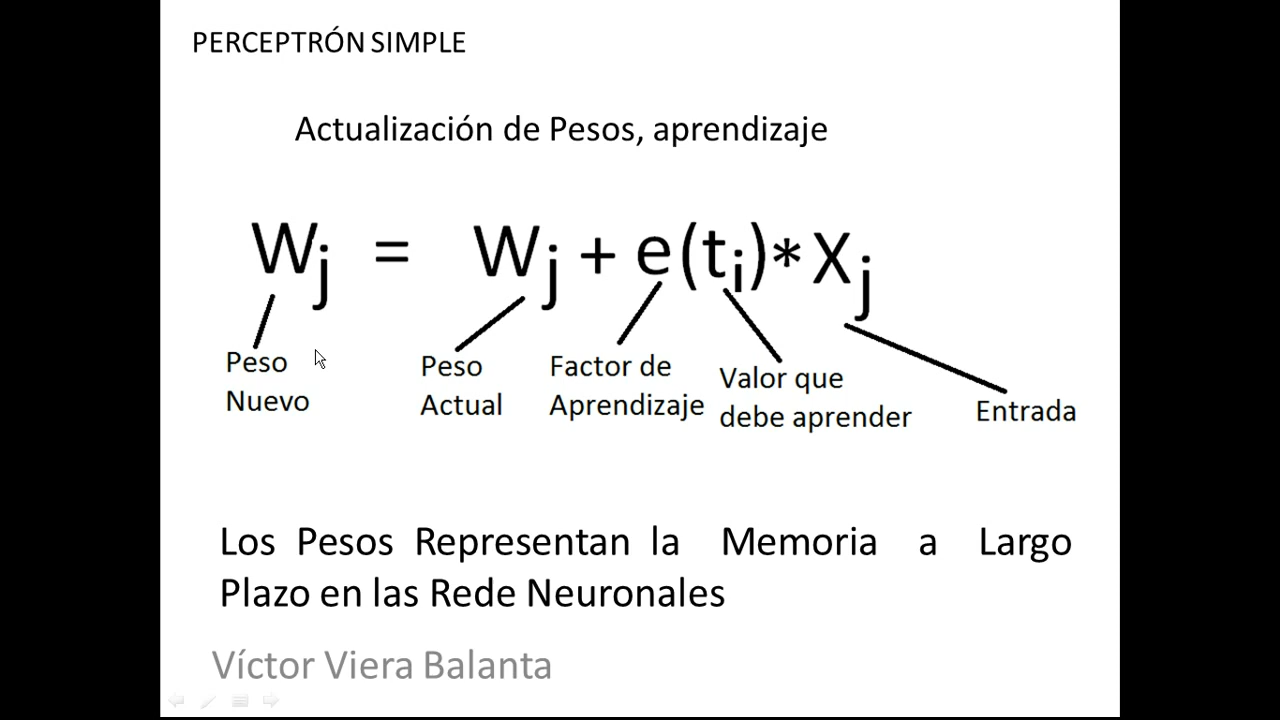 PERCEPTRÓN SIMPLE
Actualización de Pesos, aprendizaje
Wj = Wj + e(ti)*Xj
Peso
Nuevo
Peso
Actual
Factor de
Aprendizaje
Valor que
debe aprender
Entrada
Los Pesos Representan la Memoria a Largo
Plazo en las Rede Neuronales
Víctor Viera Balanta